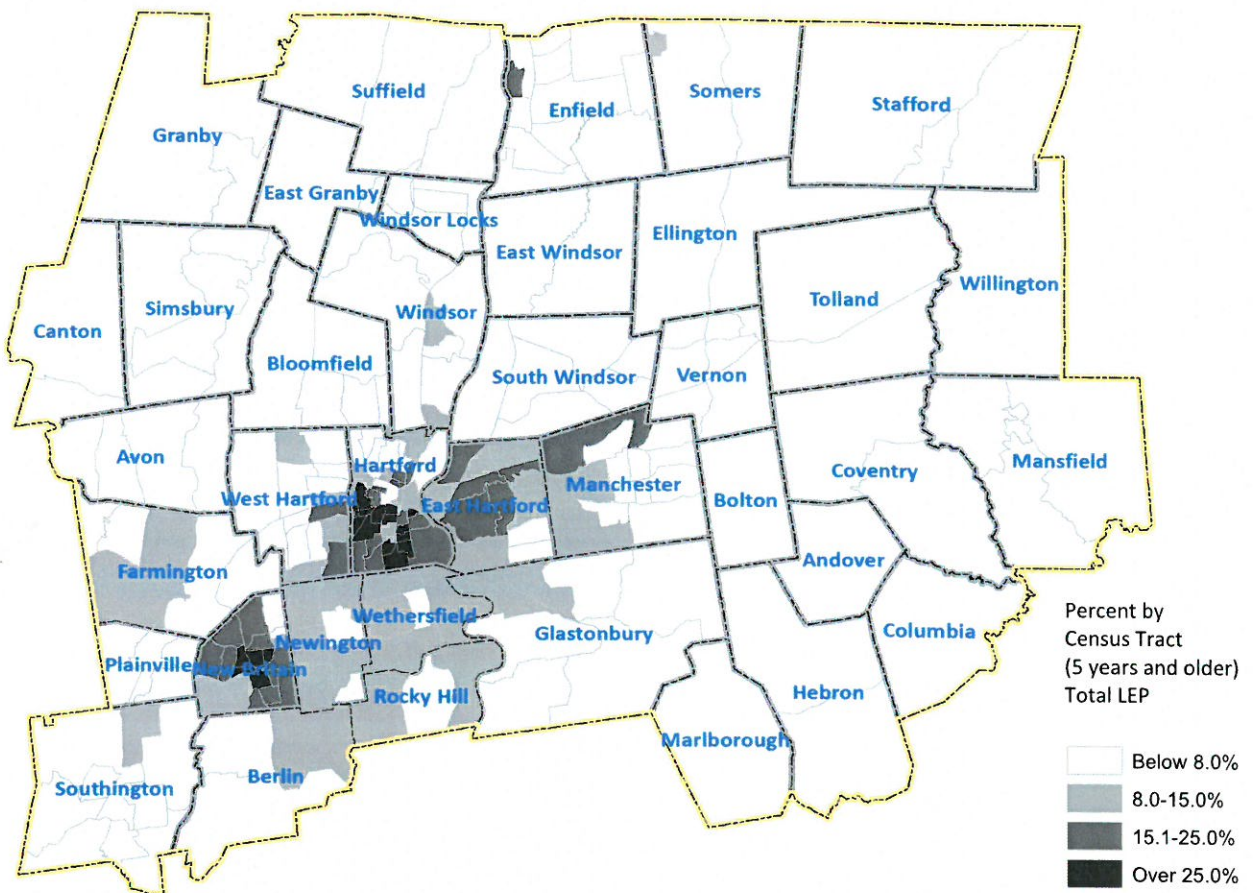 Suffield
Enfield
Somers
Stafford
Granby
East Granby
Windsor Locks
East Windsor
Ellington
Tolland
Willington
Simsbury
Canton
Windsor
Bloomfield
South Windsor
Vernon
Avon
Hartford
West Hartford
East Hartford
Manchester
Bolton
Coventry
Mansfield
Farmington
Andover
Wethersfield
Newington
Glastonbury
Columbia
Plainville
New Britain
Rocky Hill
Hebron
Marlborough
Berlin
Southington
Percent by
Census Tract
(5 years and older)
Total LEP
Below 8.0%
8.0-15.0%
15.1-25.0%
Over 25.0%